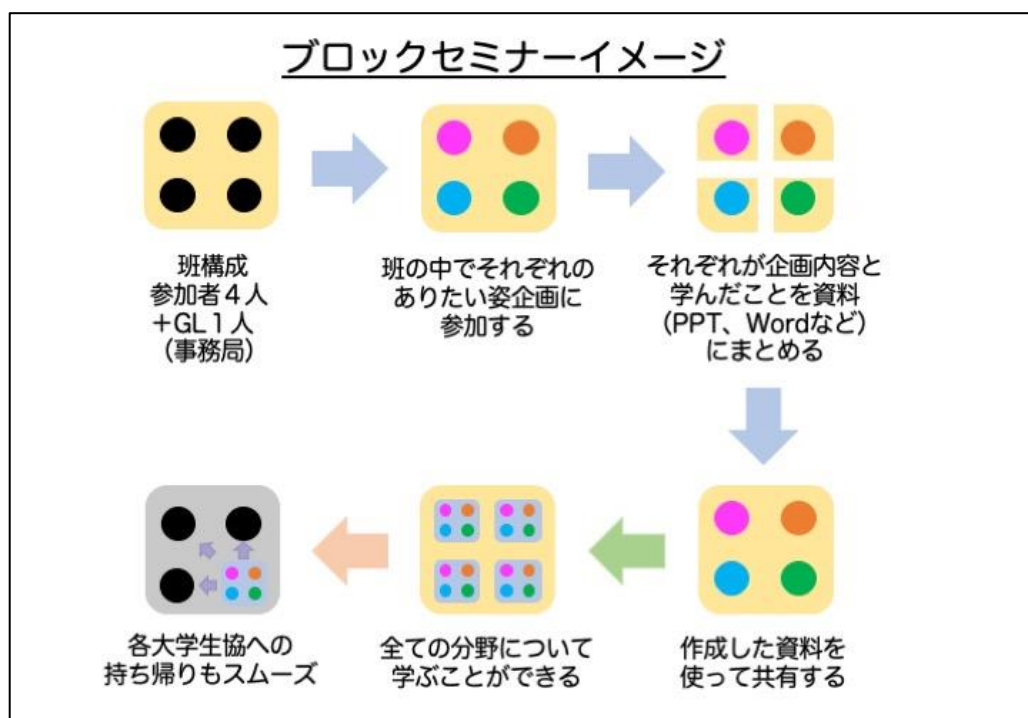 ブロックセミナーイメージ
班構成
参加者４人
＋GL１人
（事務局）
班の中でそれぞれの
ありたい姿企画に
参加する
それぞれが企画内容と
学んだことを資料
（PPT、Wordなど）
にまとめる
作成した資料を
使って共有する
全ての分野について
学ぶことができる
各大学生協への
持ち帰りもスムーズ